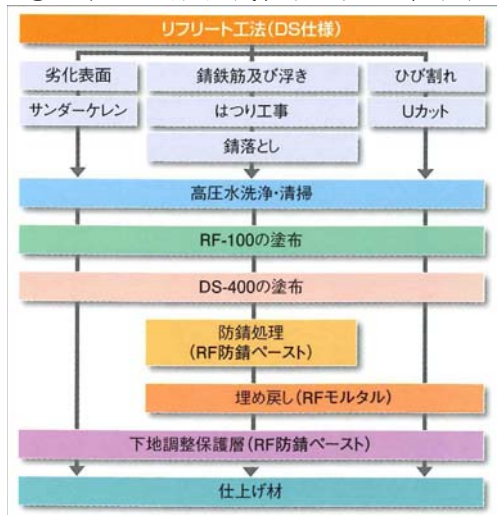 リフリート工法(DS仕様)
劣化表面
錆鉄筋及び浮き
ひび割れ
サンダーケレン
はつり工事
Uカット
錆落とし
高圧水洗浄・清掃
RF-100の塗布
DS-400の塗布
防錆処理
(RF防錆ペースト)
埋め戻し(RFモルタル)
下地調整保護層(RF防錆ペースト)
仕上げ材